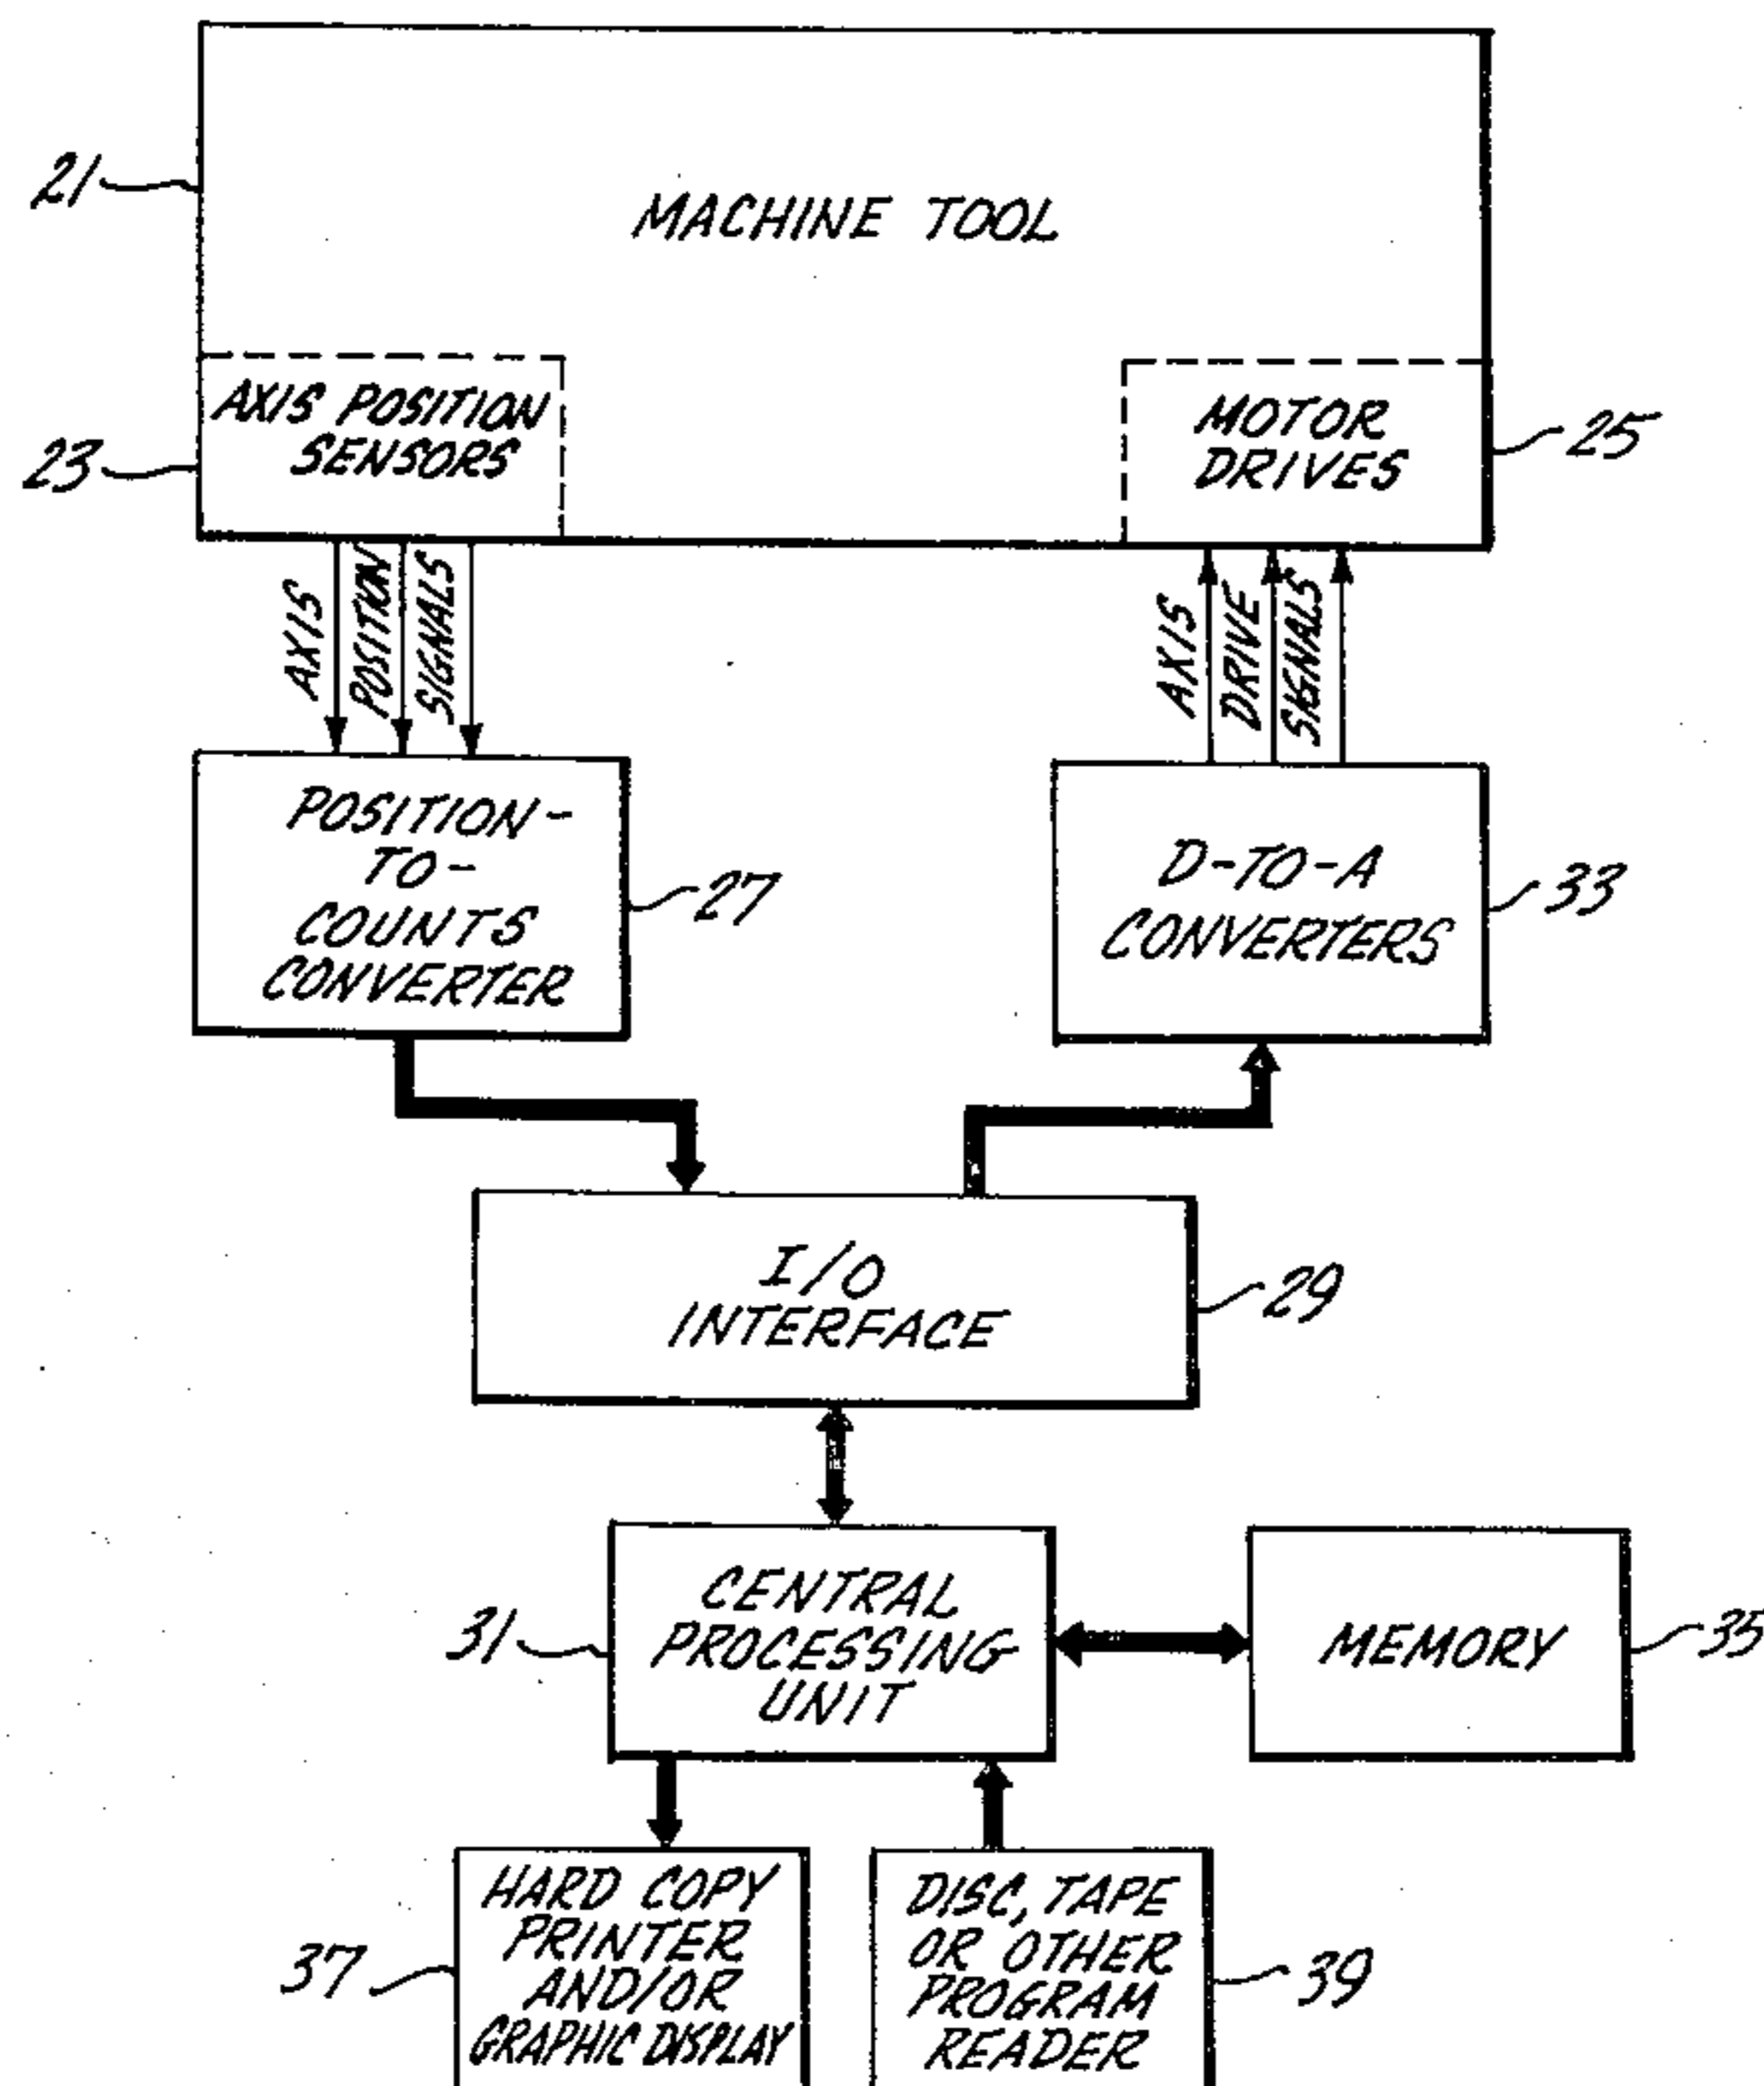 21
MACHINE TOOL
AXIS POSITION
SENSORS
23
MOTOR
DRIVES
25
AXIS
POSITION
SIGNALS
AXIS
DRIVE
SIGNALS
POSITION-
TO-
COUNTS
CONVERTER
27
D-TO-A
CONVERTERS
33
I/O
INTERFACE
29
31
CENTRAL
PROCESSING
UNIT
MEMORY
35
37
HARD COPY
PRINTER
AND/OR
GRAPHIC DISPLAY
DISC, TAPE
OR OTHER
PROGRAM
READER
39